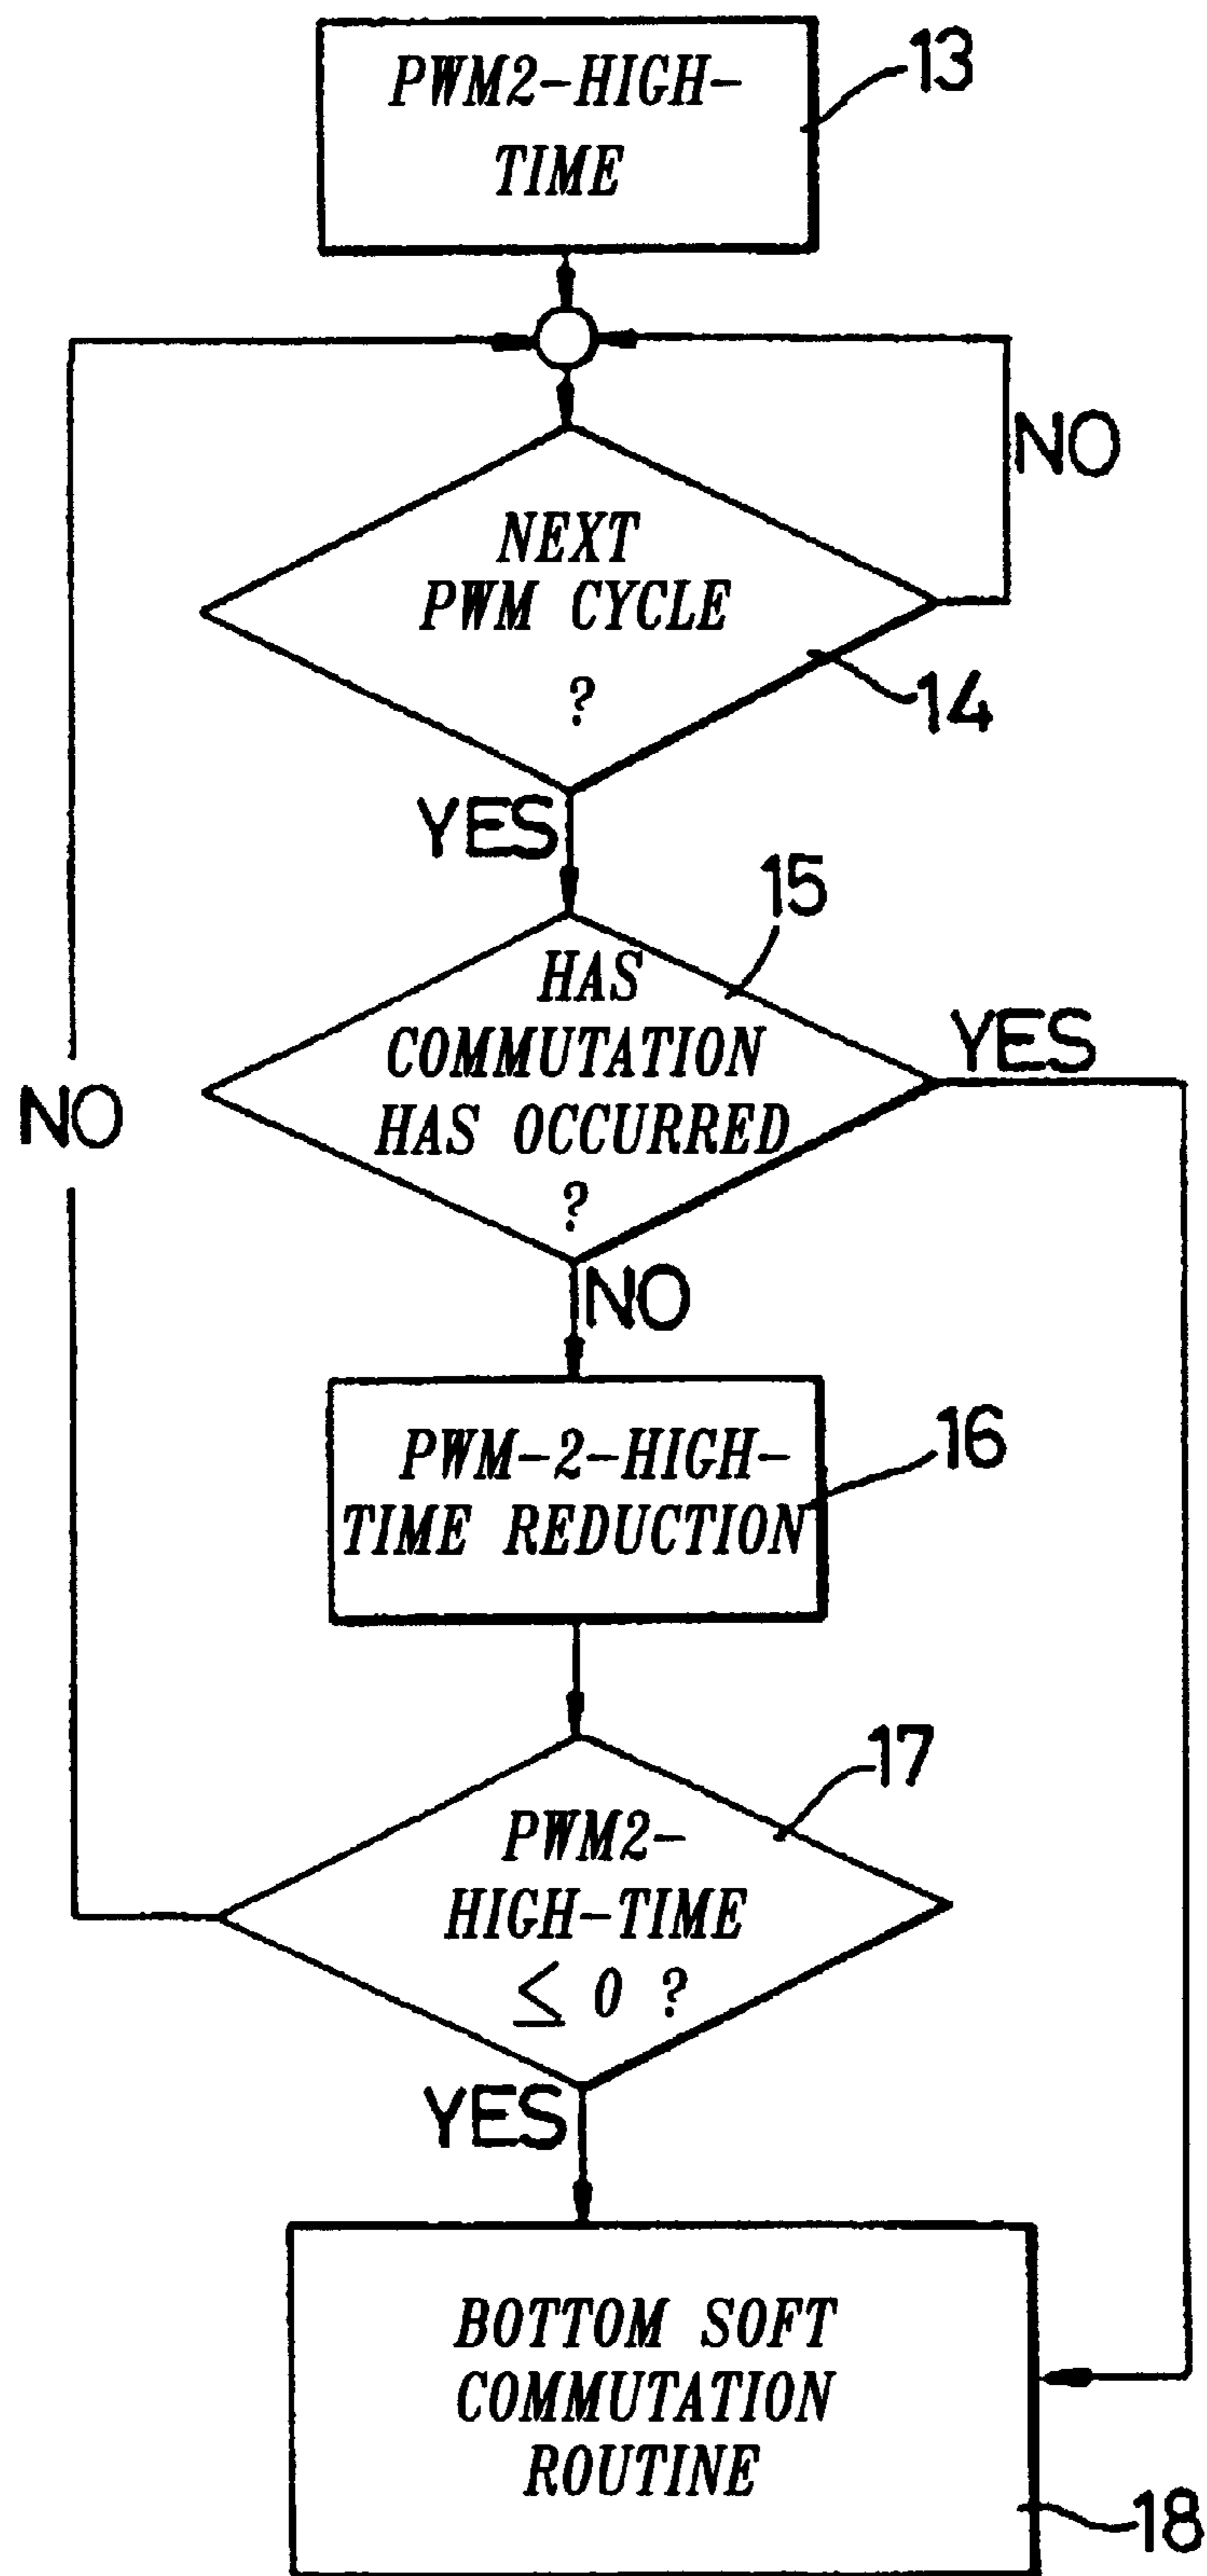 PWM2-HIGH-
TIME
13
NO
NEXT
PWM CYCLE
?
14
YES
15
HAS
COMMUTATION
HAS OCCURRED
?
YES
NO
NO
PWM-2-HIGH-
TIME REDUCTION
16
17
PWM2-
HIGH-TIME
≤ 0 ?
YES
BOTTOM SOFT
COMMUTATION
ROUTINE
18